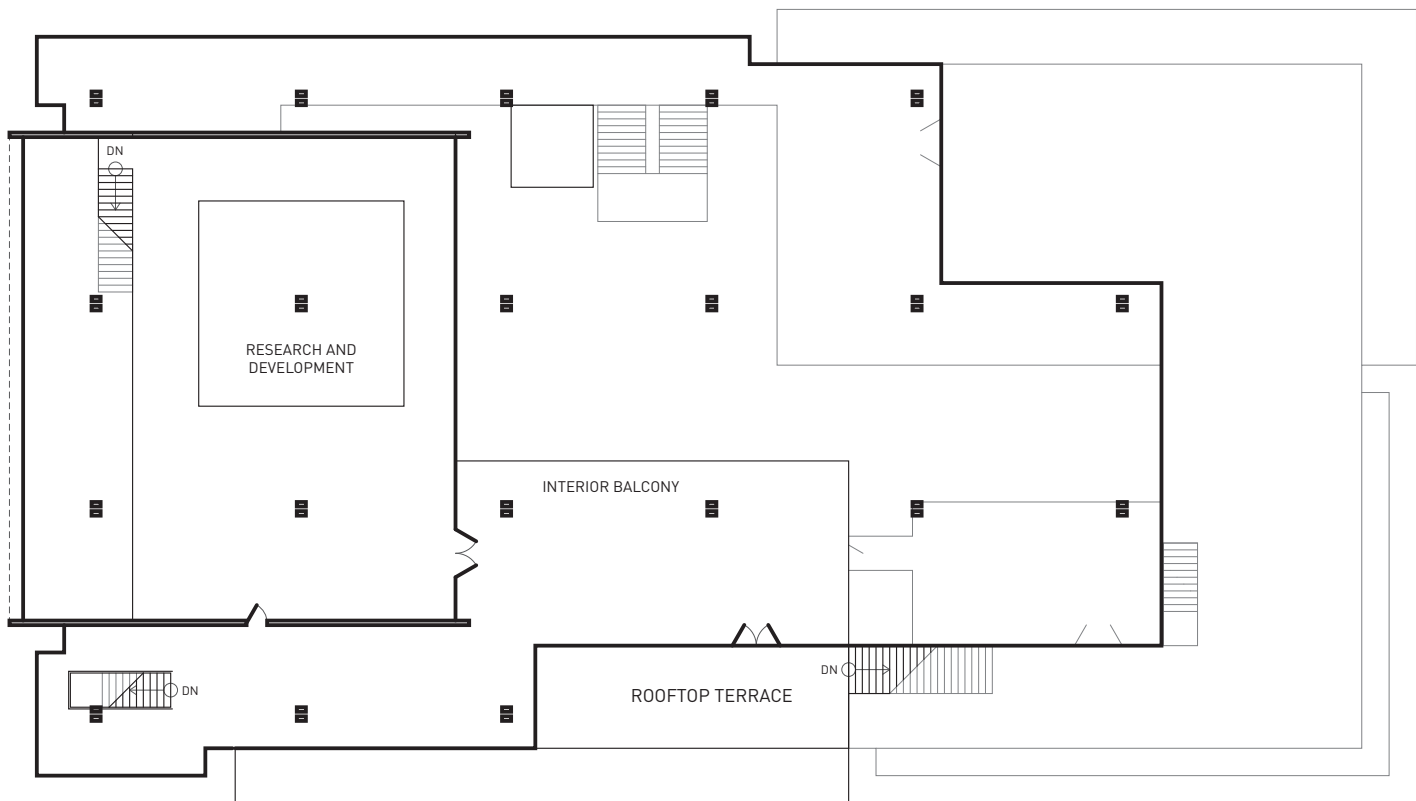 DN
RESEARCH AND
DEVELOPMENT
INTERIOR BALCONY
DN
DN
ROOFTOP TERRACE